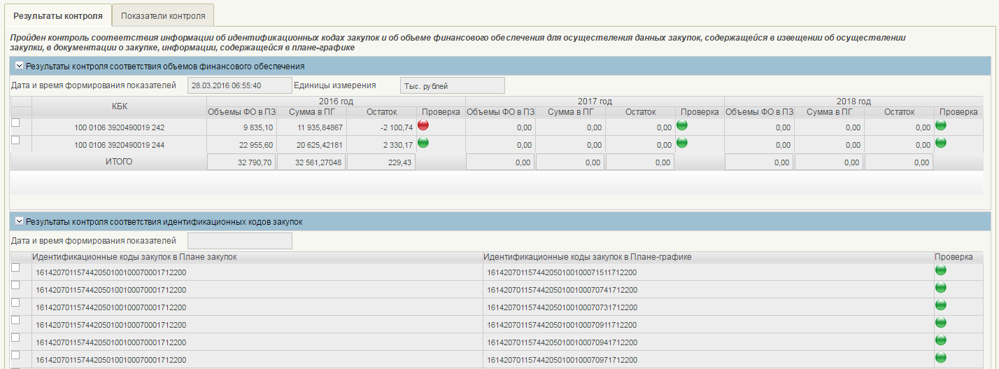 Результаты контроля Показатели контроля
Пройден контроль соответствия информации об идентификационных кодах закупок и об объеме финансового обеспечения для осуществления данных закупок, содержащейся в извещении об осуществлении
закупки, в документации о закупке, информации, содержащейся в плане-графике
Результаты контроля соответствия объемов финансового обеспечения
Дата и время формирования показателей 28.03.2016 06:55:40 Единицы измерения Тыс. рублей
КБК 2016 год 2017 год 2018 год
Объемы ФО в ПЗ Сумма в ПГ Остаток Проверка Объемы ФО в ПЗ Сумма в ПГ Остаток Проверка Объемы ФО в ПЗ Сумма в ПГ Остаток Проверка
100 0106 3920490019 242 9 835,10 11 935,84867 -2 100,74 0,00 0,00 0,00 0,00 0,00 0,00
100 0106 3920490019 244 22 955,60 20 625,42181 2 330,17 0,00 0,00 0,00 0,00 0,00 0,00
ИТОГО 32 790,70 32 561,27048 229,43 0,00 0,00 0,00 0,00 0,00 0,00
Результаты контроля соответствия идентификационных кодов закупок
Дата и время формирования показателей
Идентификационные коды закупок в Плане закупок Идентификационные коды закупок в Плане-графике Проверка
161420701157442050100100070001712200 161420701157442050100100071511712200
161420701157442050100100070001712200 161420701157442050100100070741712200
161420701157442050100100070001712200 161420701157442050100100070731712200
161420701157442050100100070001712200 161420701157442050100100070911712200
161420701157442050100100070001712200 161420701157442050100100070941712200
161420701157442050100100070001712200 161420701157442050100100070971712200